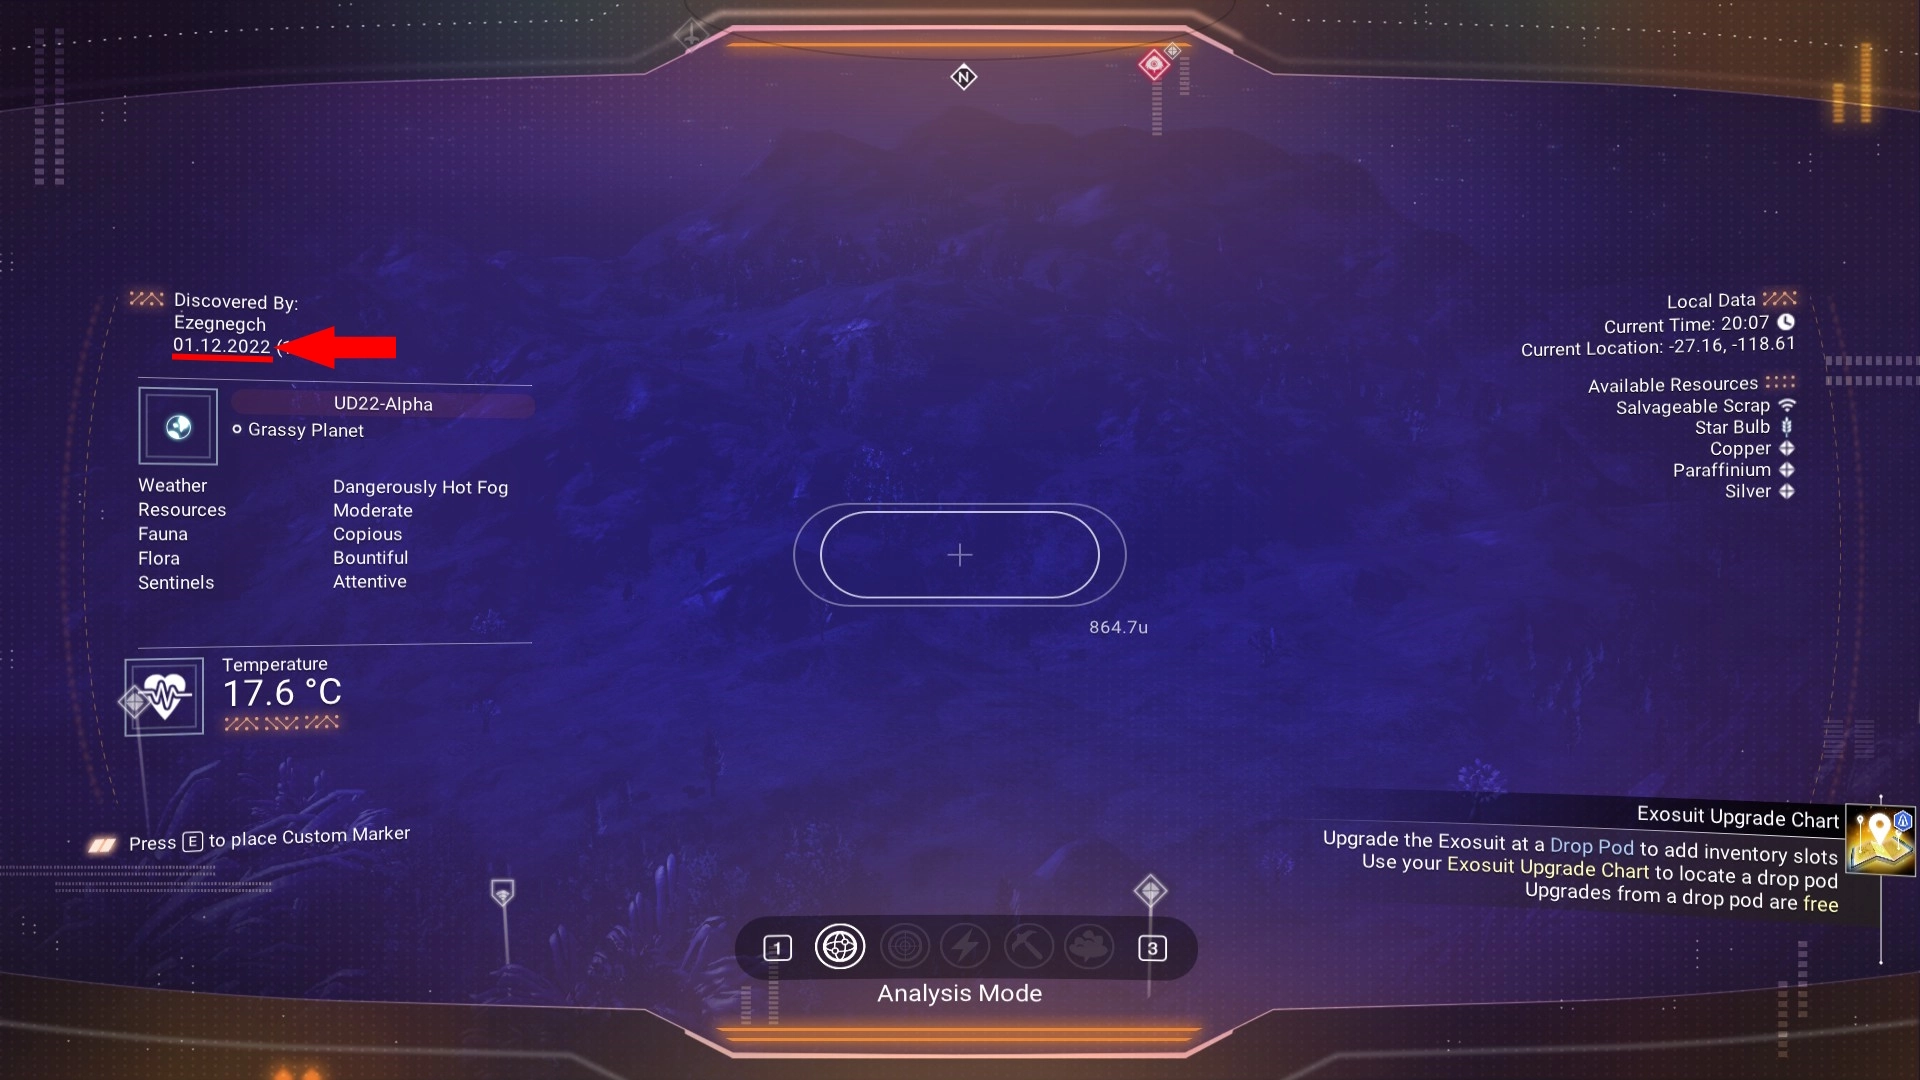 N
Discovered By:
Ezegnegch
01.12.2022
UD22-Alpha
Grassy Planet
Weather Dangerously Hot Fog
Resources Moderate
Fauna Copious
Flora Bountiful
Sentinels Attentive
Temperature
17.6 °C
Press E to place Custom Marker
864.7u
Local Data
Current Time: 20:07
Current Location: -27.16, -118.61
Available Resources
Salvageable Scrap
Star Bulb
Copper
Paraffinium
Silver
Exosuit Upgrade Chart
Upgrade the Exosuit at a Drop Pod to add inventory slots
Use your Exosuit Upgrade Chart to locate a drop pod
Upgrades from a drop pod are free
1 3
Analysis Mode